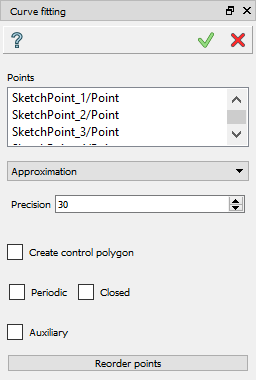 Curve fitting
?
Points
SketchPoint_1/Point
SketchPoint_2/Point
SketchPoint_3/Point
Approximation
Precision 30
Create control polygon
Periodic Closed
Auxiliary
Reorder points